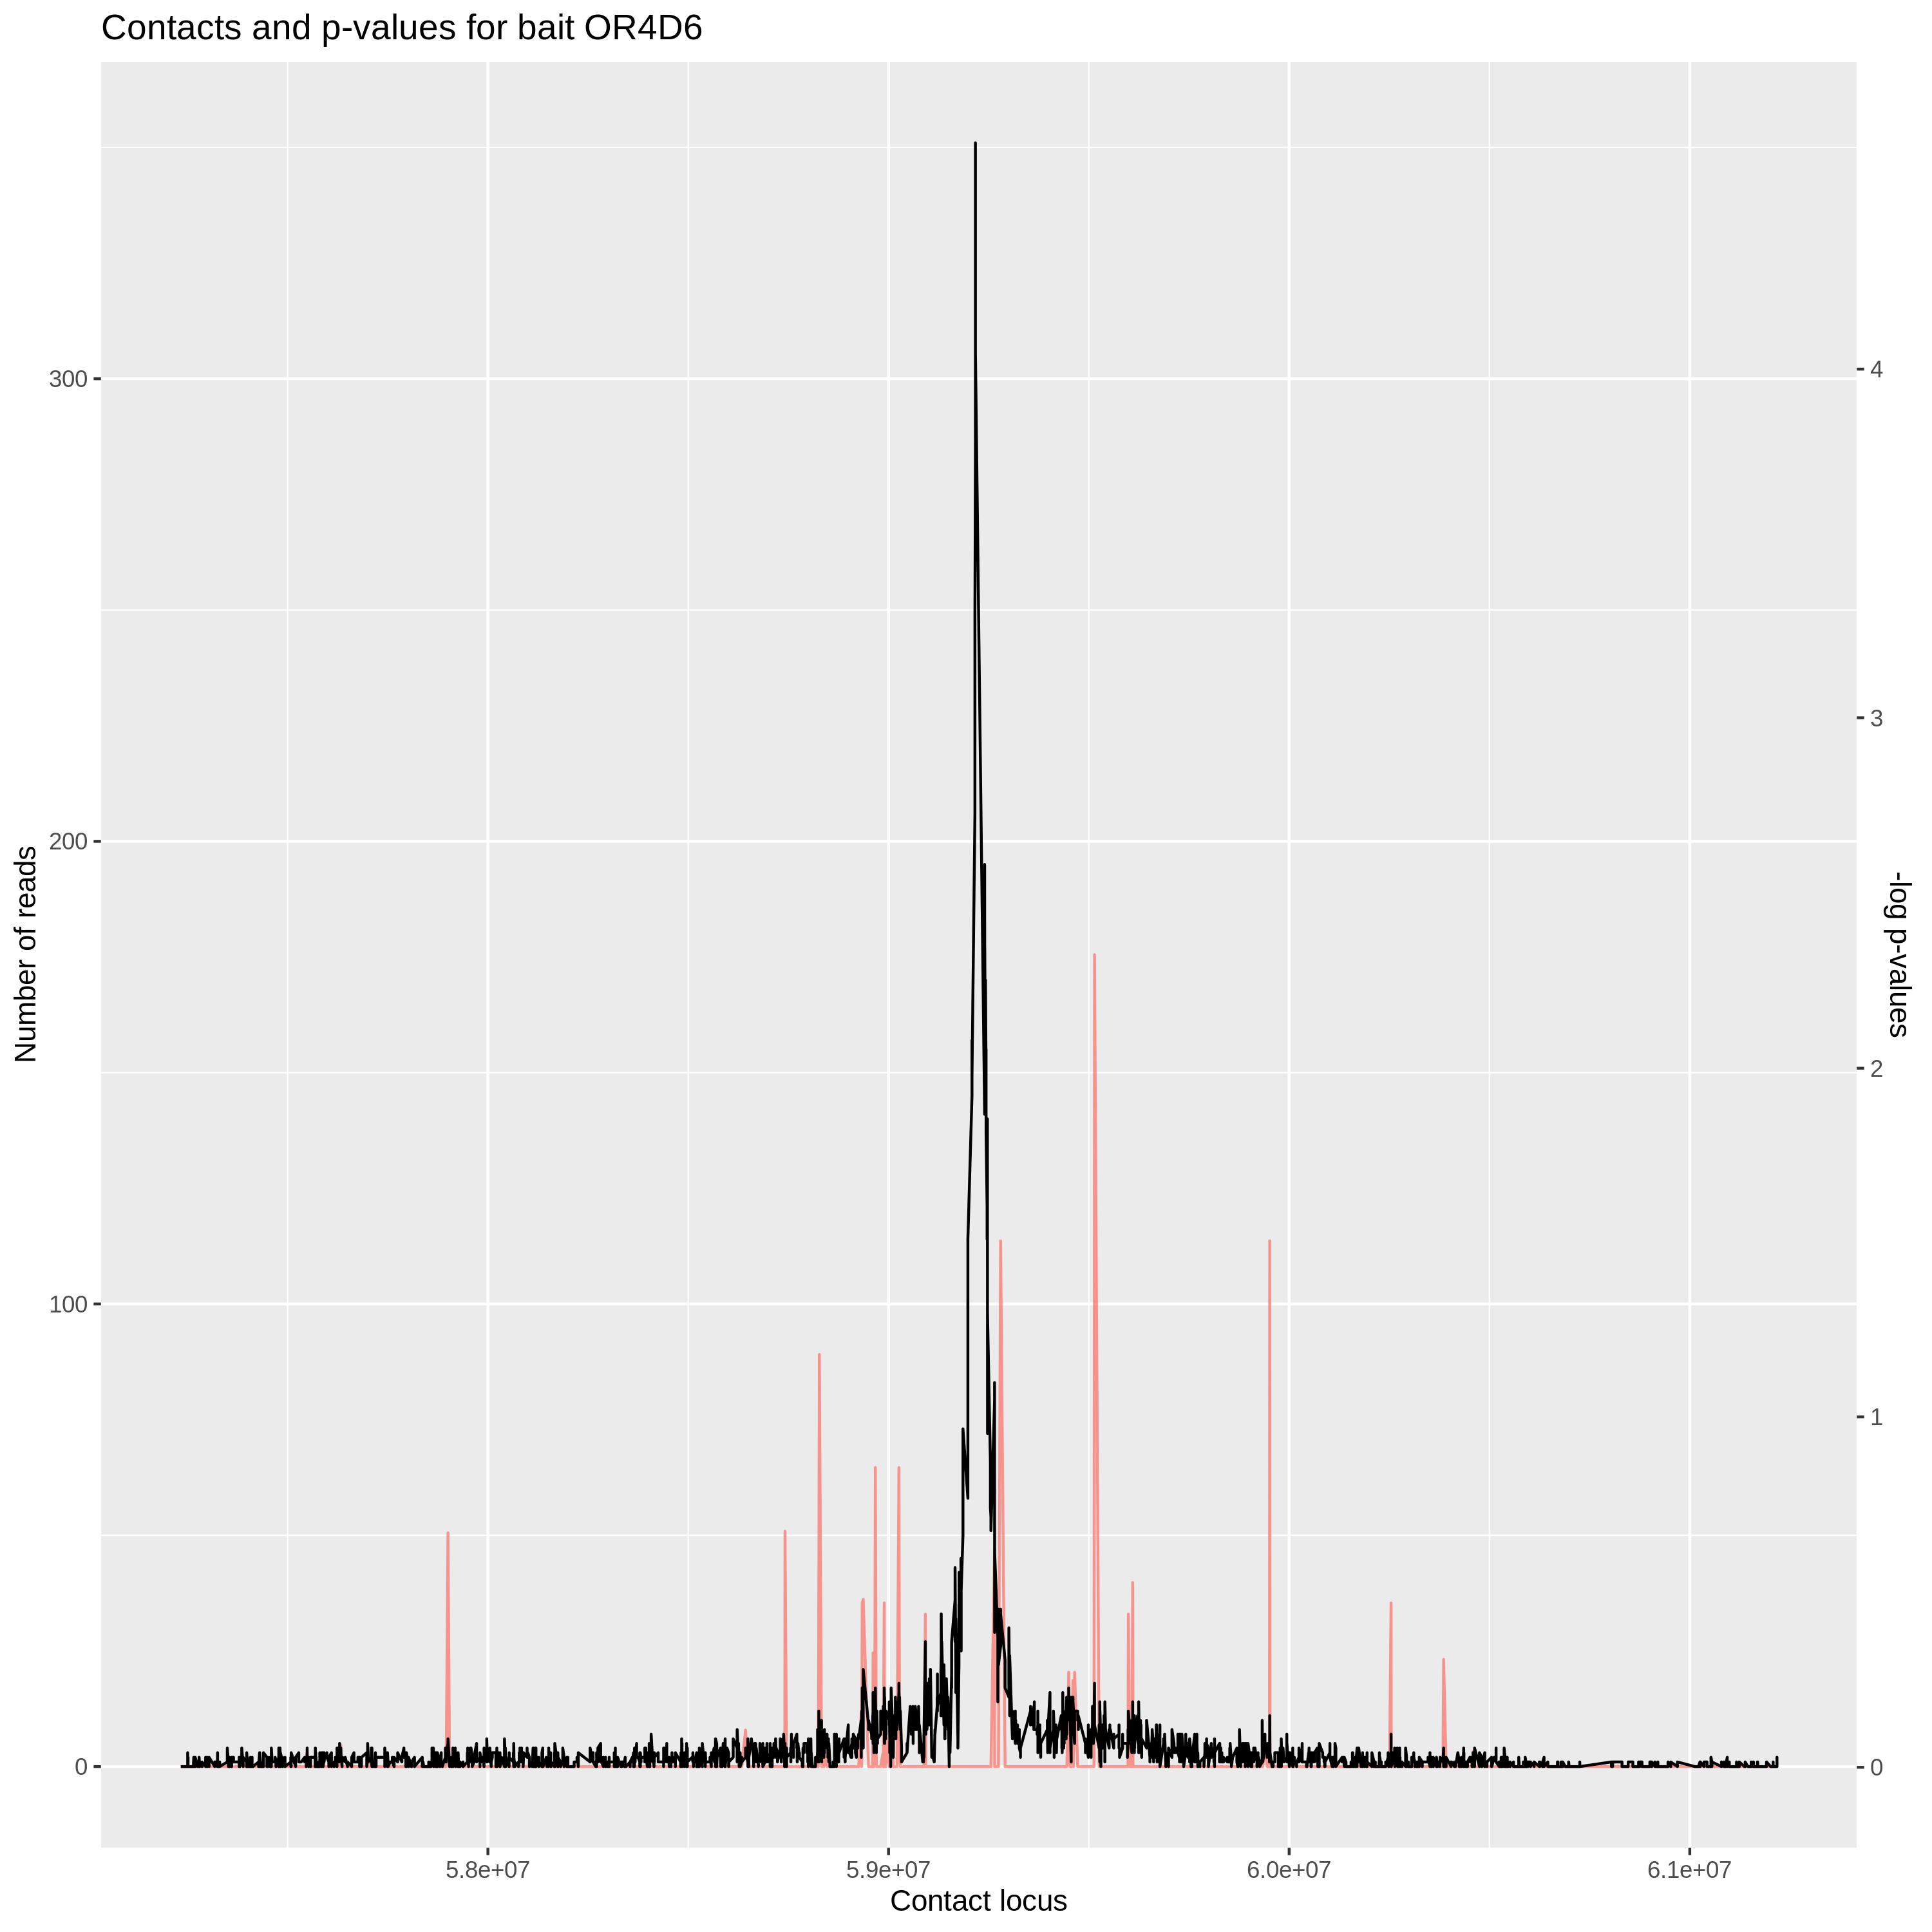 Contacts and p-values for bait OR4D6
300
200
100
0
Number of reads
4
3
2
1
0
-log p-values
5.8e+07
5.9e+07
6.0e+07
6.1e+07
Contact locus